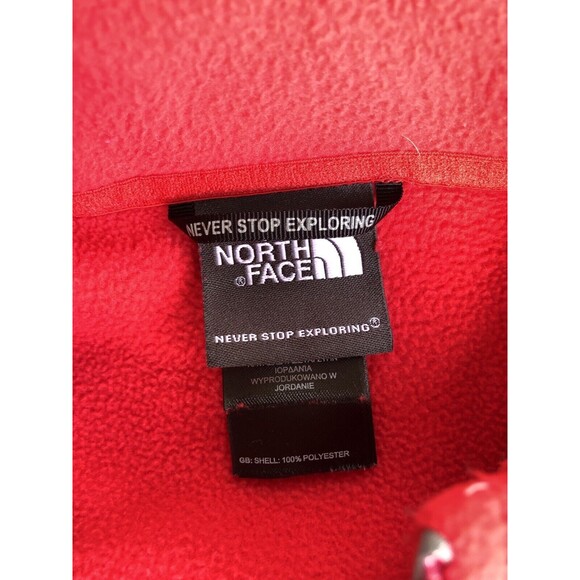 NEVER STOP EXPLORING
NORTH
®FACE
NEVER STOP EXPLORING®
ΙΟΡΔΑΝΙΑ
WYPRODUKOWANO W
JORDANIE
GB: SHELL: 100% POLYESTER